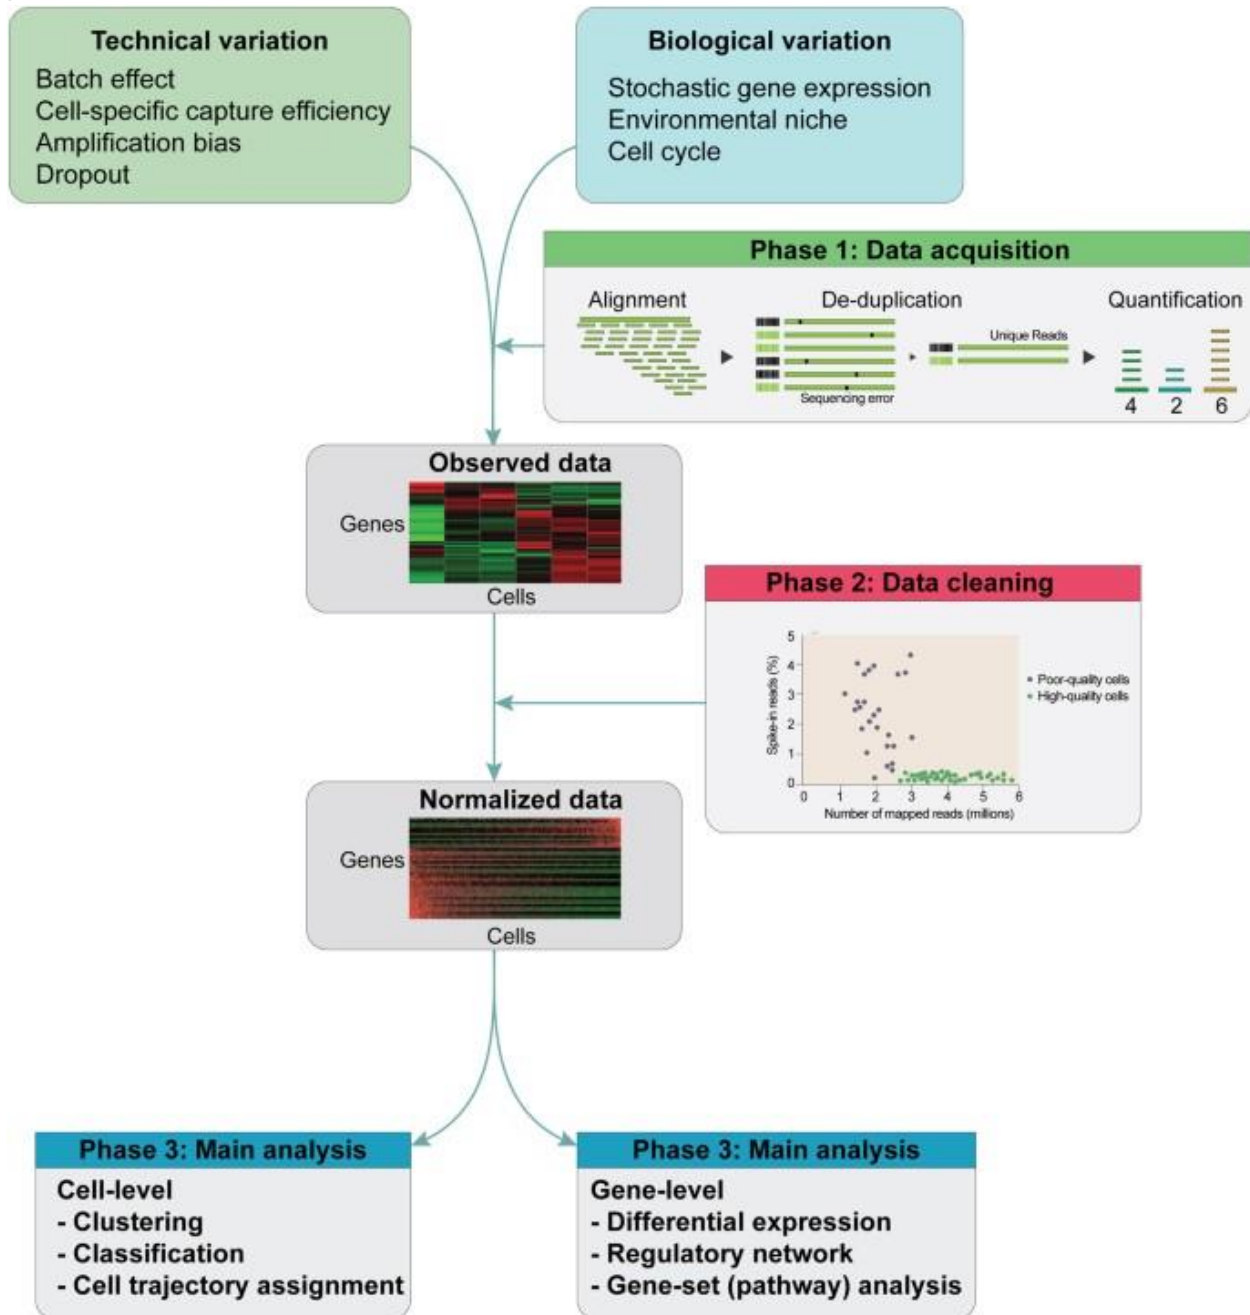 Technical variation
Batch effect
Cell-specific capture efficiency
Amplification bias
Dropout
Biological variation
Stochastic gene expression
Environmental niche
Cell cycle
Phase 1: Data acquisition
Alignment
De-duplication
Quantification
Unique Reads
Sequencing error
4 2 6
Observed data
Genes
Cells
Phase 2: Data cleaning
5
4
3
2
1
0
Spike-in reads (%)
Poor-quality cells
High-quality cells
0 1 2 3 4 5 6
Number of mapped reads (millions)
Normalized data
Genes
Cells
Phase 3: Main analysis
Cell-level
- Clustering
- Classification
- Cell trajectory assignment
Phase 3: Main analysis
Gene-level
- Differential expression
- Regulatory network
- Gene-set (pathway) analysis